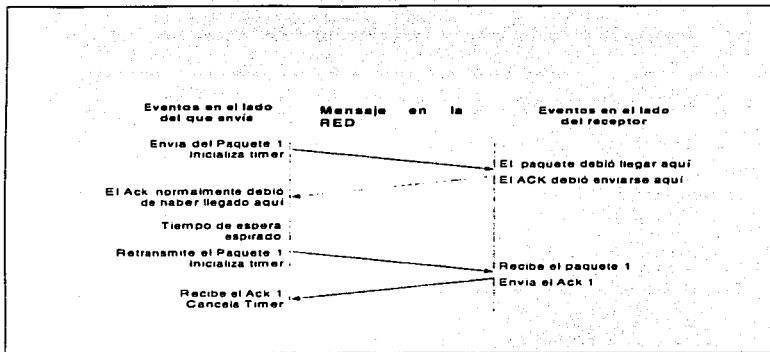 Eventos en el lado
del que envía
Mensaje en la
RED
Eventos en el lado
del receptor
Envia del Paquete 1
Inicializa timer
El paquete debió llegar aquí
El ACK debió enviarse aquí
El Ack normalmente debió
de haber llegado aquí
Tiempo de espera
espirado
Retransmite el Paquete 1
Inicializa timer
Recibe el paquete 1
Envia el Ack 1
Recibe el Ack 1
Cancela Timer